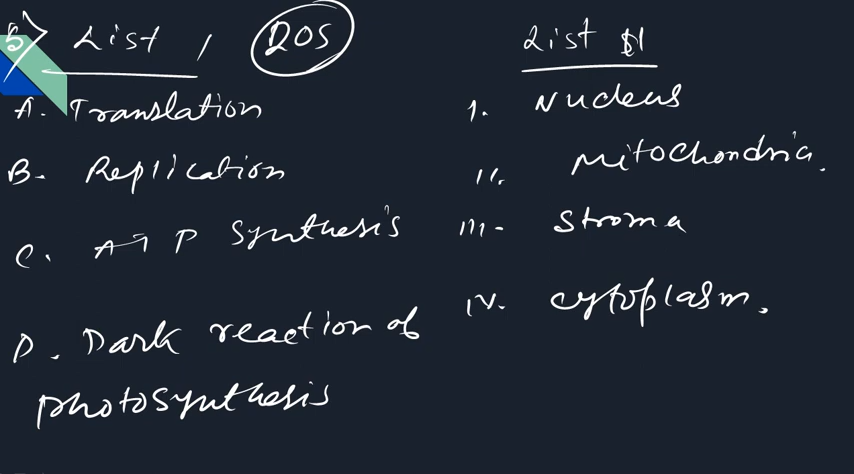 5) List 1 DOS List II
A. Translation I. Nucleus
B. Replication II. Mitochondria.
C. ATP Synthesis III- Stroma
D. Dark reaction of IV. Cytoplasm.
photosynthesis